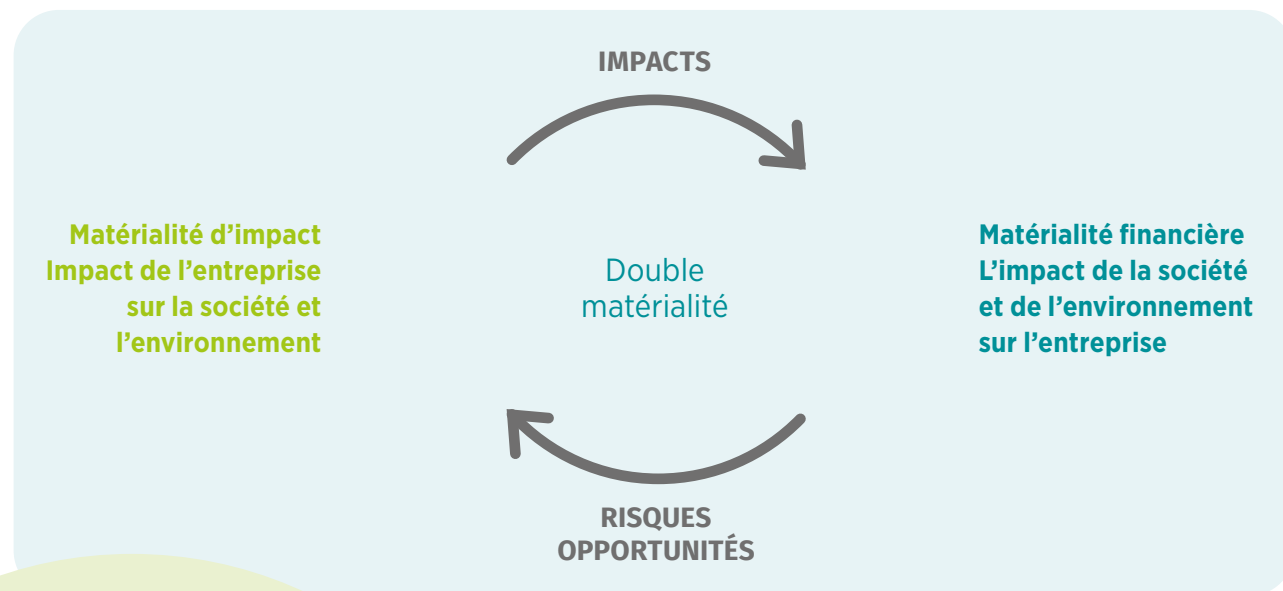 IMPACTS
Matérialité d’impact
Impact de l’entreprise
sur la société et
l’environnement
Double
matérialité
Matérialité financière
L’impact de la société
et de l’environnement
sur l’entreprise
RISQUES
OPPORTUNITÉS